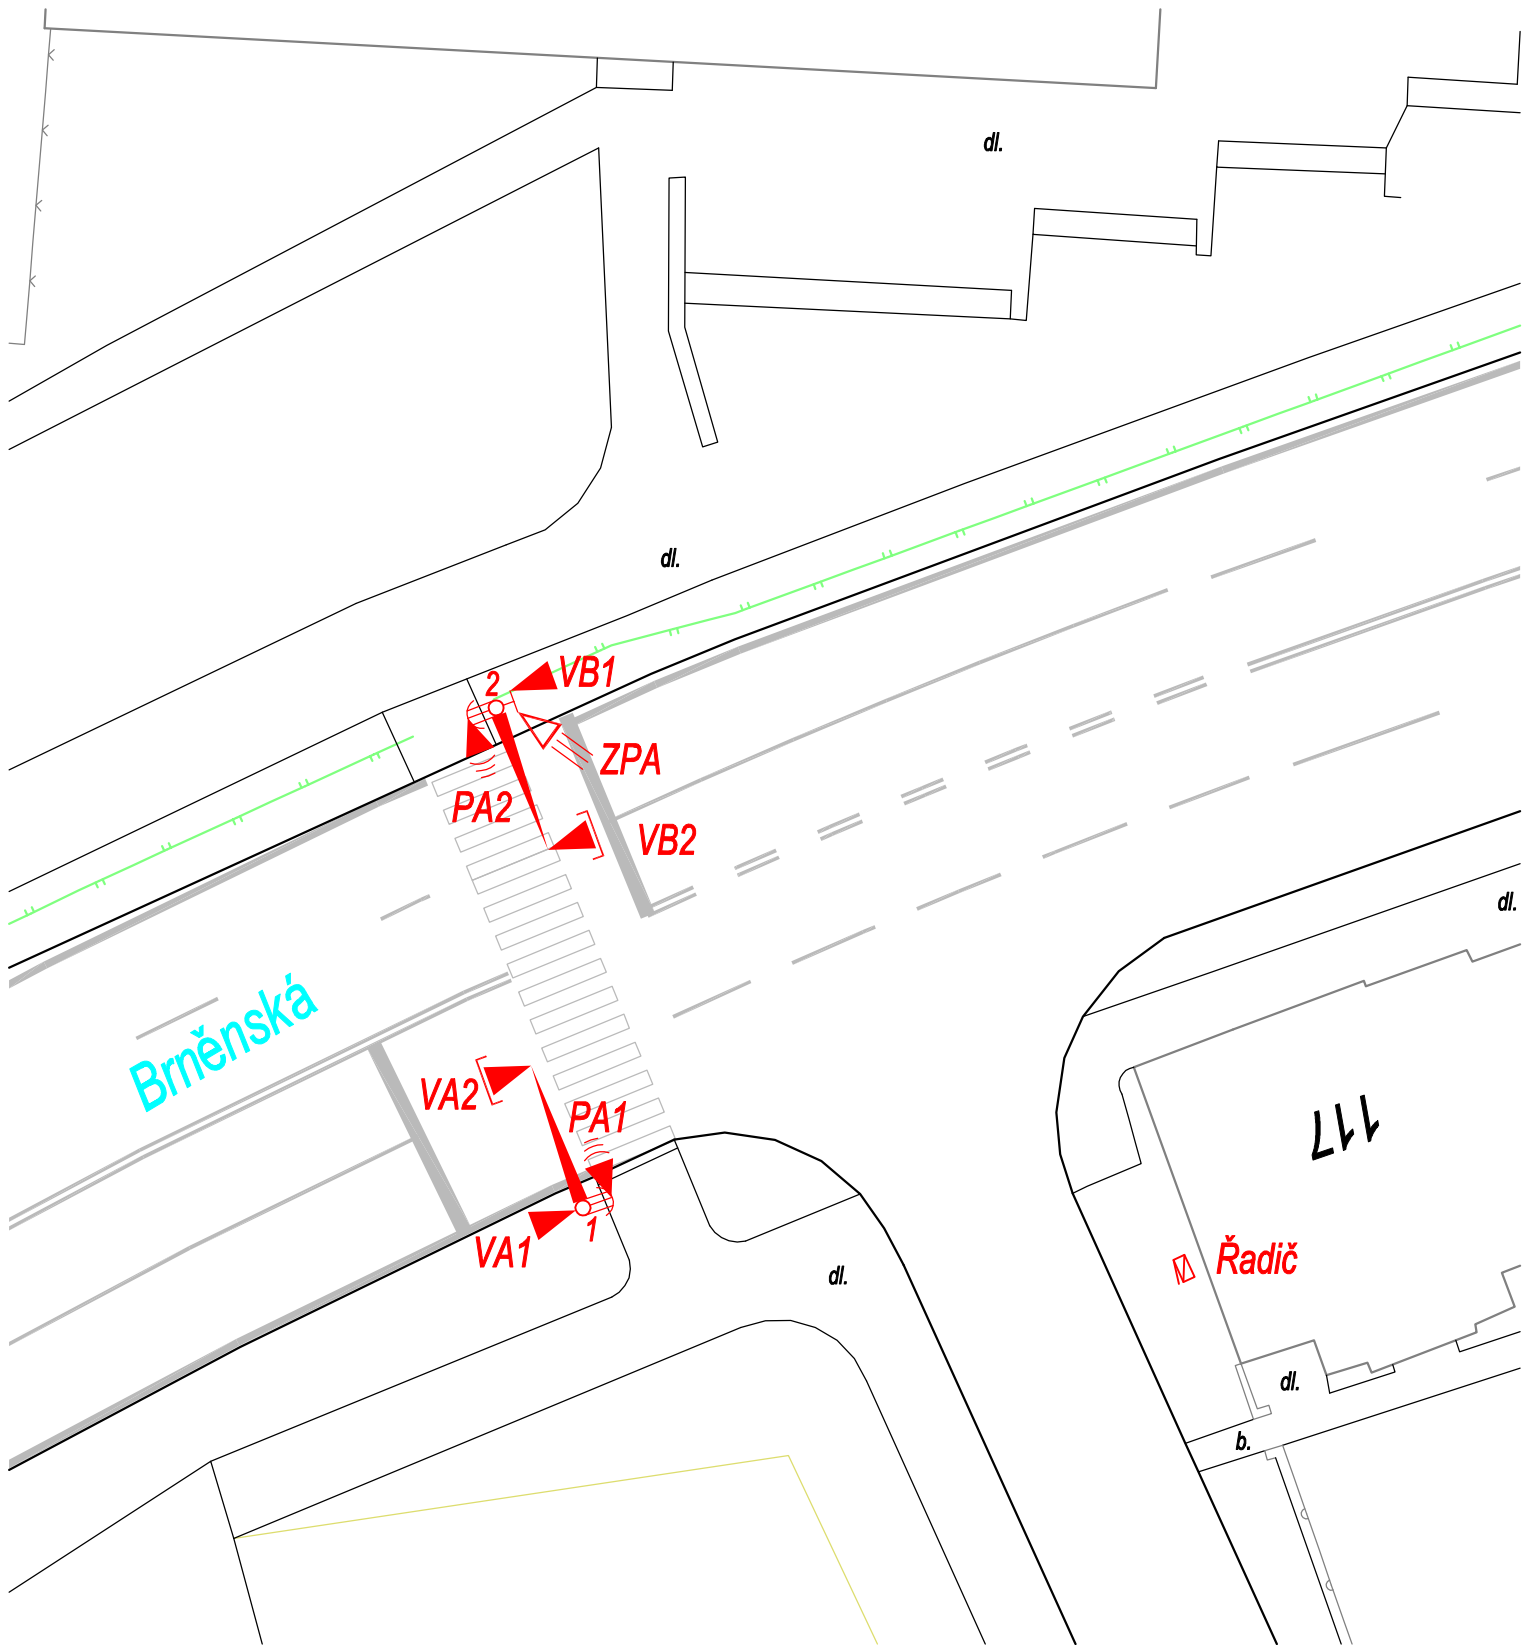 dl.
dl.
2
VB1
ZPA
PA2
VB2
dl.
Brněnská
VA2
PA1
117
1
VA1
Řadič
dl.
dl.
b.